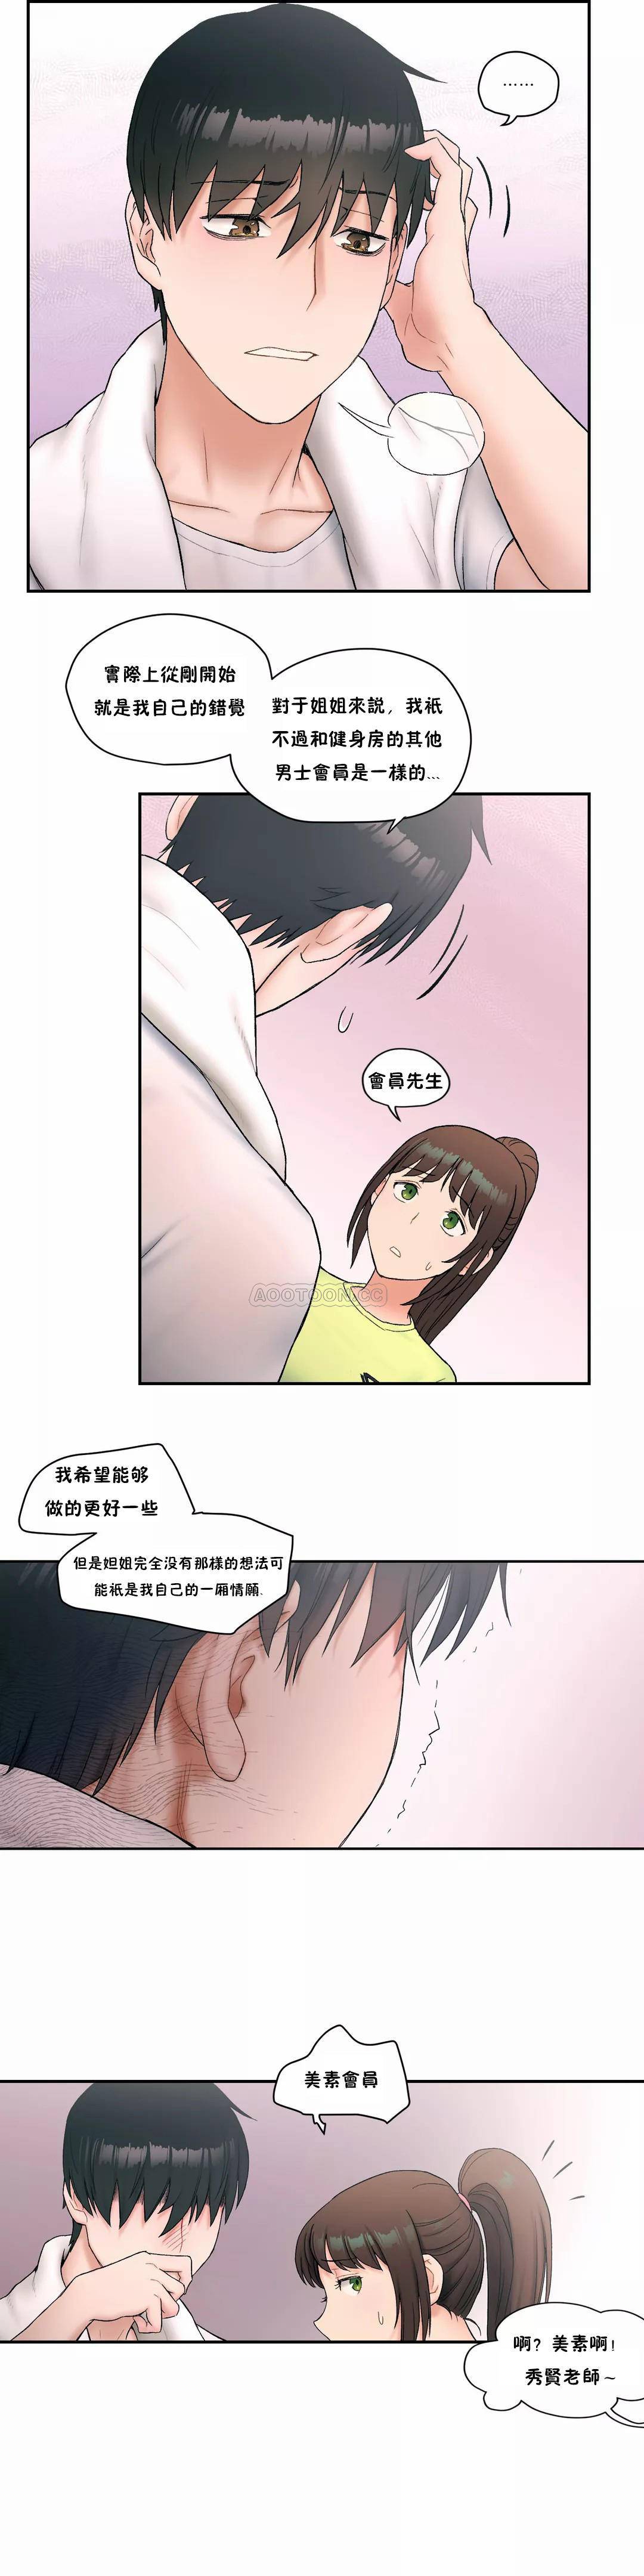 ……
實際上從剛開始
就是我自己的錯覺
對于姐姐來説，我衹
不過和健身房的其他
男士會員是一樣的...
會員先生
AOOTOON.CC
我希望能够
做的更好一些
但是姐姐完全没有那樣的想法可
能衹是我自己的一厢情願.
美素會員
啊？美素啊！
秀賢老師～